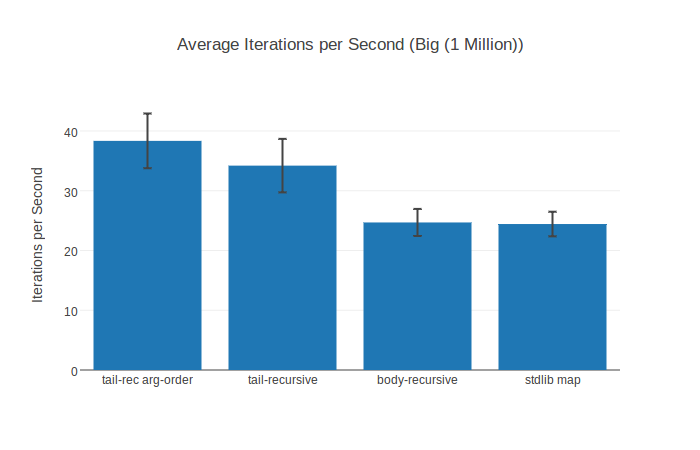 Average Iterations per Second (Big (1 Million))
Iterations per Second
40
30
20
10
0
tail-rec arg-order
tail-recursive
body-recursive
stdlib map